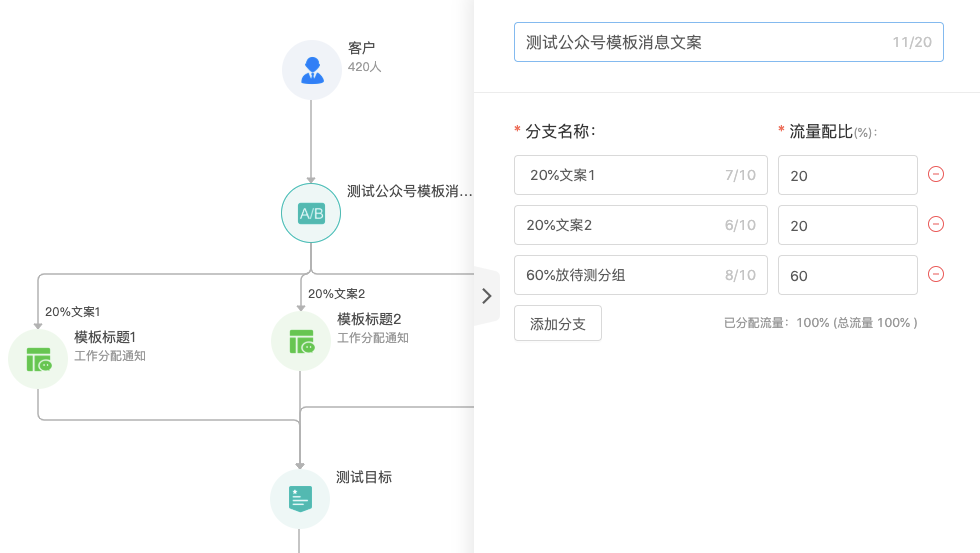 客户
420人
测试公众号模板消...
A/B
20%文案1
20%文案2
模板标题1
工作分配通知
模板标题2
工作分配通知
测试目标
测试公众号模板消息文案 11/20
* 分支名称: * 流量配比(%):
20%文案1 7/10 20
20%文案2 6/10 20
60%放待测分组 8/10 60
添加分支 已分配流量: 100% (总流量 100% )